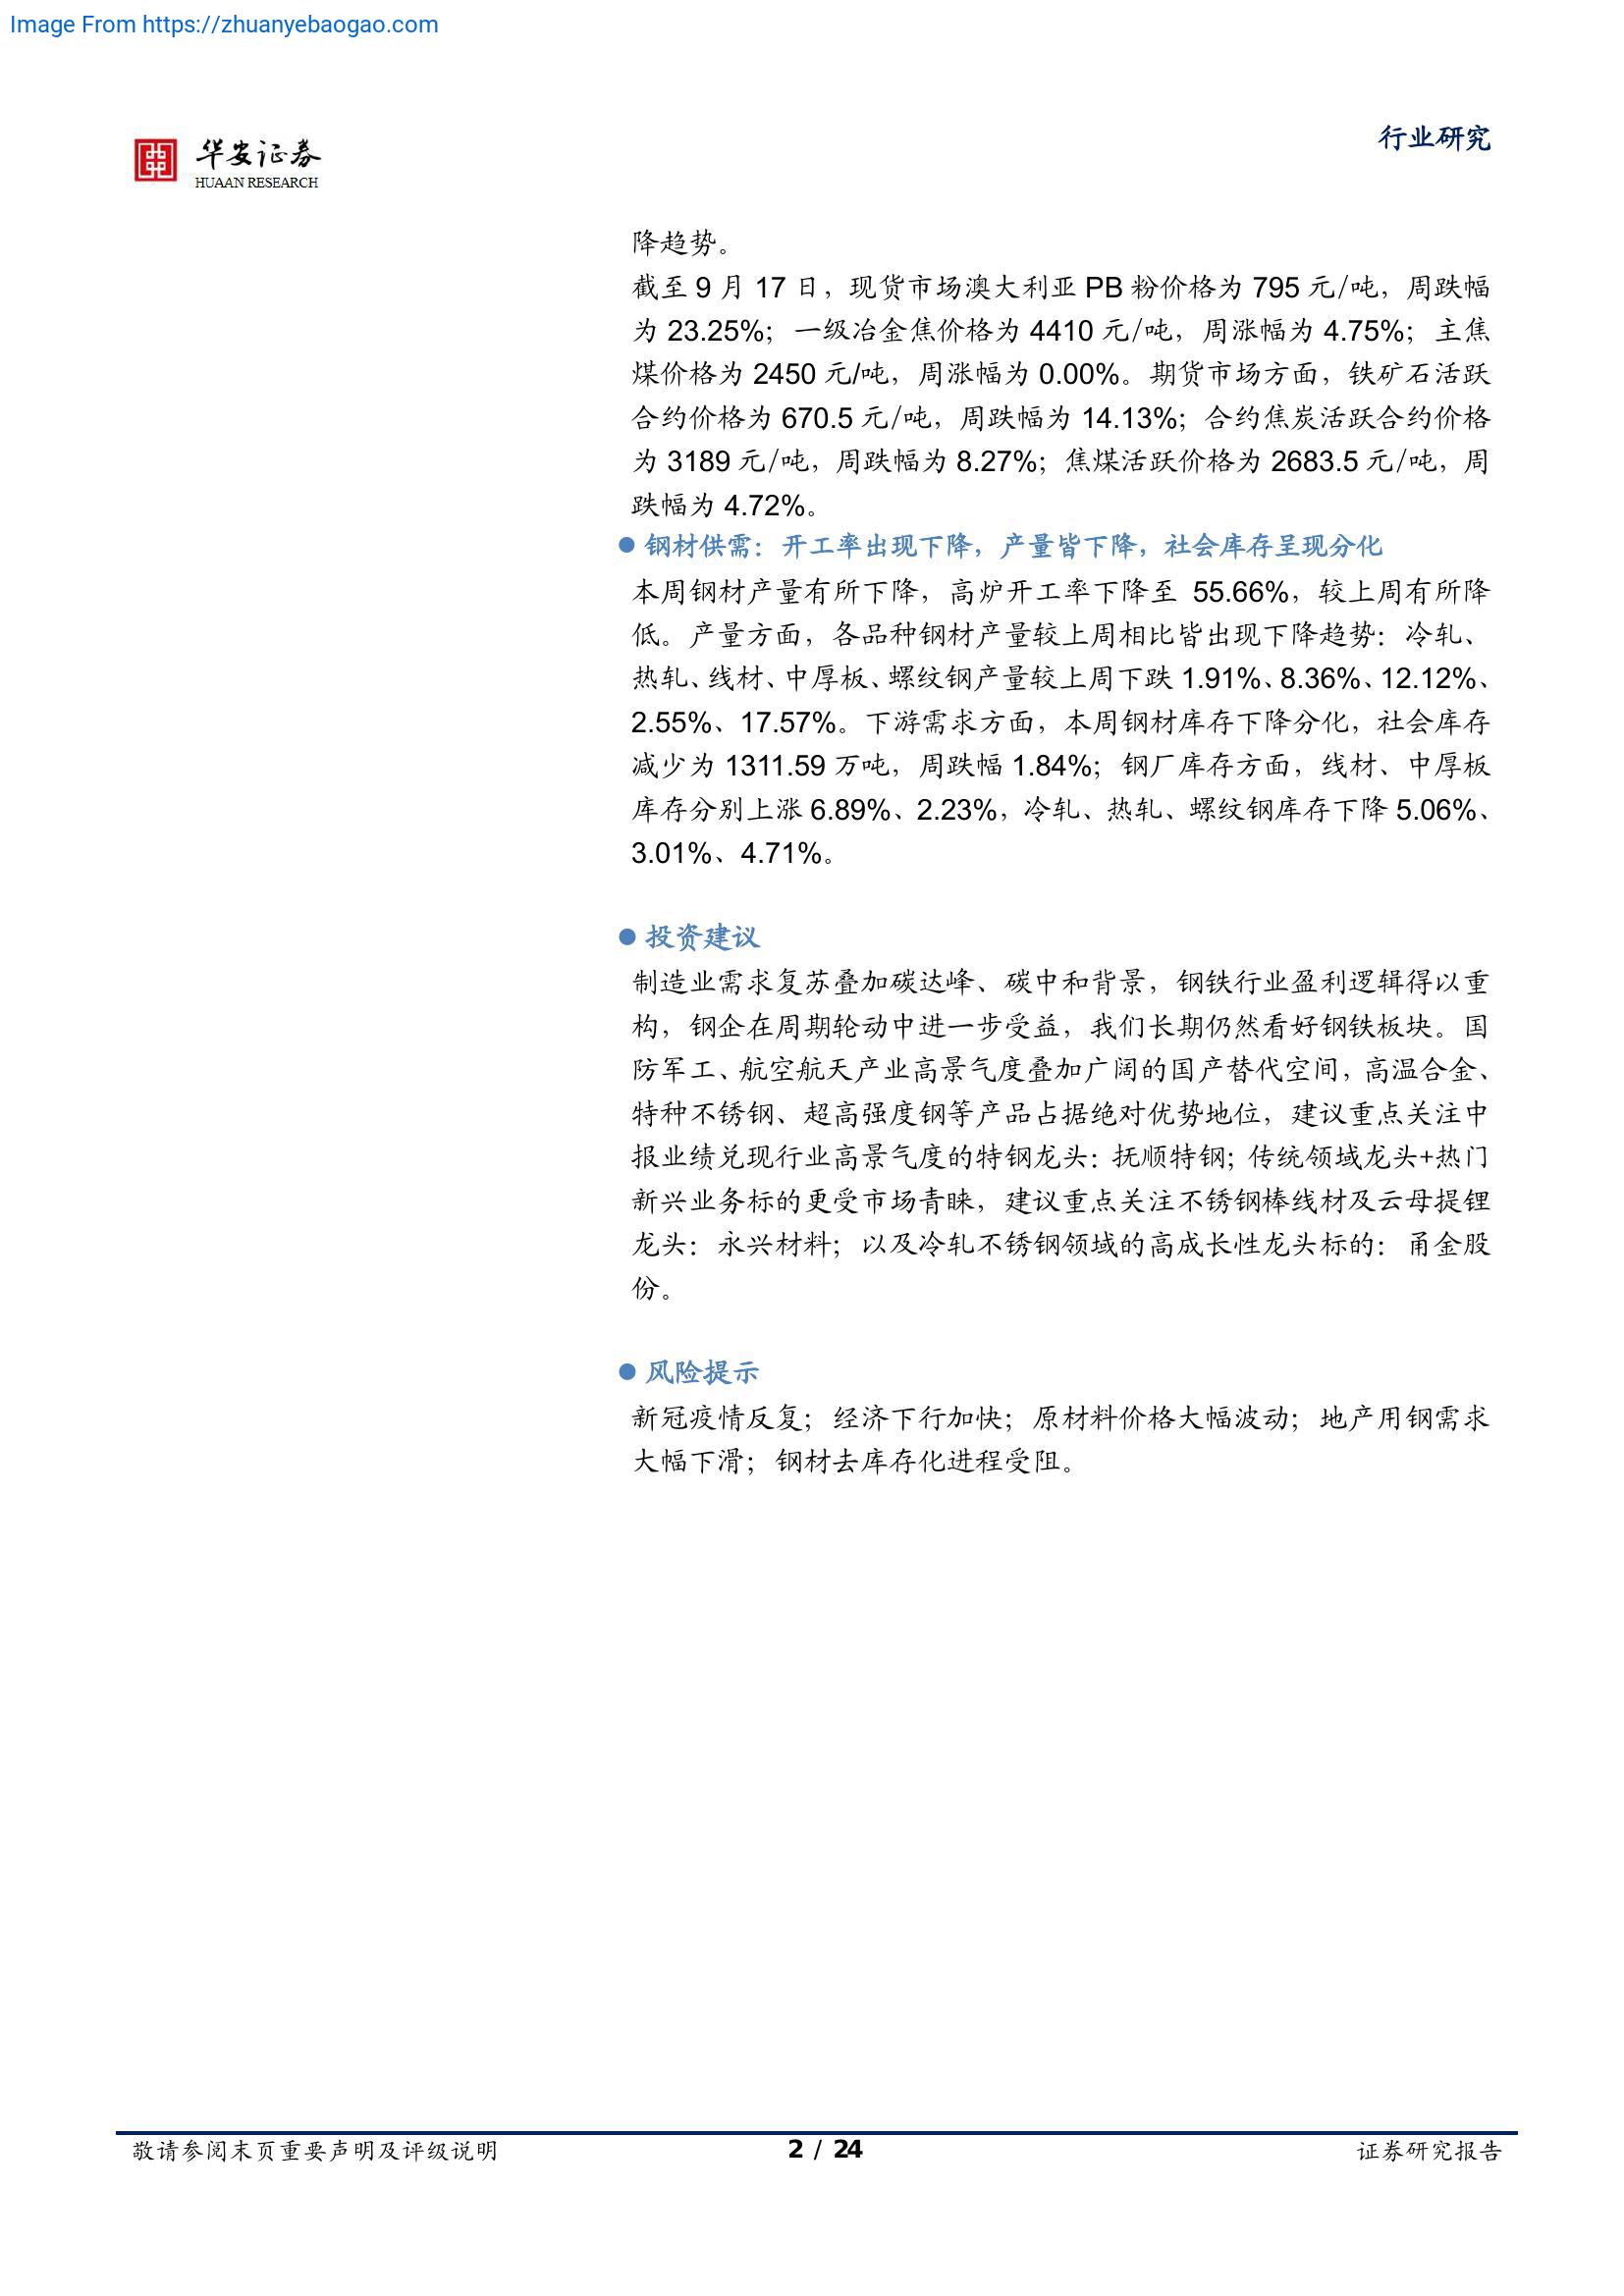 Image From https://zhuanyebaogao.com
华安证券
HUAAN RESEARCH
行业研究
降趋势。
截至 9 月 17 日，现货市场澳大利亚 PB 粉价格为 795 元/吨，周跌幅
为 23.25%；一级冶金焦价格为 4410 元/吨，周涨幅为 4.75%；主焦
煤价格为 2450 元/吨，周涨幅为 0.00%。期货市场方面，铁矿石活跃
合约价格为 670.5 元/吨，周跌幅为 14.13%；合约焦炭活跃合约价格
为 3189 元/吨，周跌幅为 8.27%；焦煤活跃价格为 2683.5 元/吨，周
跌幅为 4.72%。
● 钢材供需：开工率出现下降，产量皆下降，社会库存呈现分化
本周钢材产量有所下降，高炉开工率下降至 55.66%，较上周有所降
低。产量方面，各品种钢材产量较上周相比皆出现下降趋势：冷轧、
热轧、线材、中厚板、螺纹钢产量较上周下跌 1.91%、8.36%、12.12%、
2.55%、17.57%。下游需求方面，本周钢材库存下降分化，社会库存
减少为 1311.59 万吨，周跌幅 1.84%；钢厂库存方面，线材、中厚板
库存分别上涨 6.89%、2.23%，冷轧、热轧、螺纹钢库存下降 5.06%、
3.01%、4.71%。
● 投资建议
制造业需求复苏叠加碳达峰、碳中和背景，钢铁行业盈利逻辑得以重
构，钢企在周期轮动中进一步受益，我们长期仍然看好钢铁板块。国
防军工、航空航天产业高景气度叠加广阔的国产替代空间，高温合金、
特种不锈钢、超高强度钢等产品占据绝对优势地位，建议重点关注中
报业绩兑现行业高景气度的特钢龙头：抚顺特钢；传统领域龙头+热门
新兴业务标的更受市场青睐，建议重点关注不锈钢棒线材及云母提锂
龙头：永兴材料；以及冷轧不锈钢领域的高成长性龙头标的：甬金股
份。
● 风险提示
新冠疫情反复；经济下行加快；原材料价格大幅波动；地产用钢需求
大幅下滑；钢材去库存化进程受阻。
敬请参阅末页重要声明及评级说明
2 / 24
证券研究报告